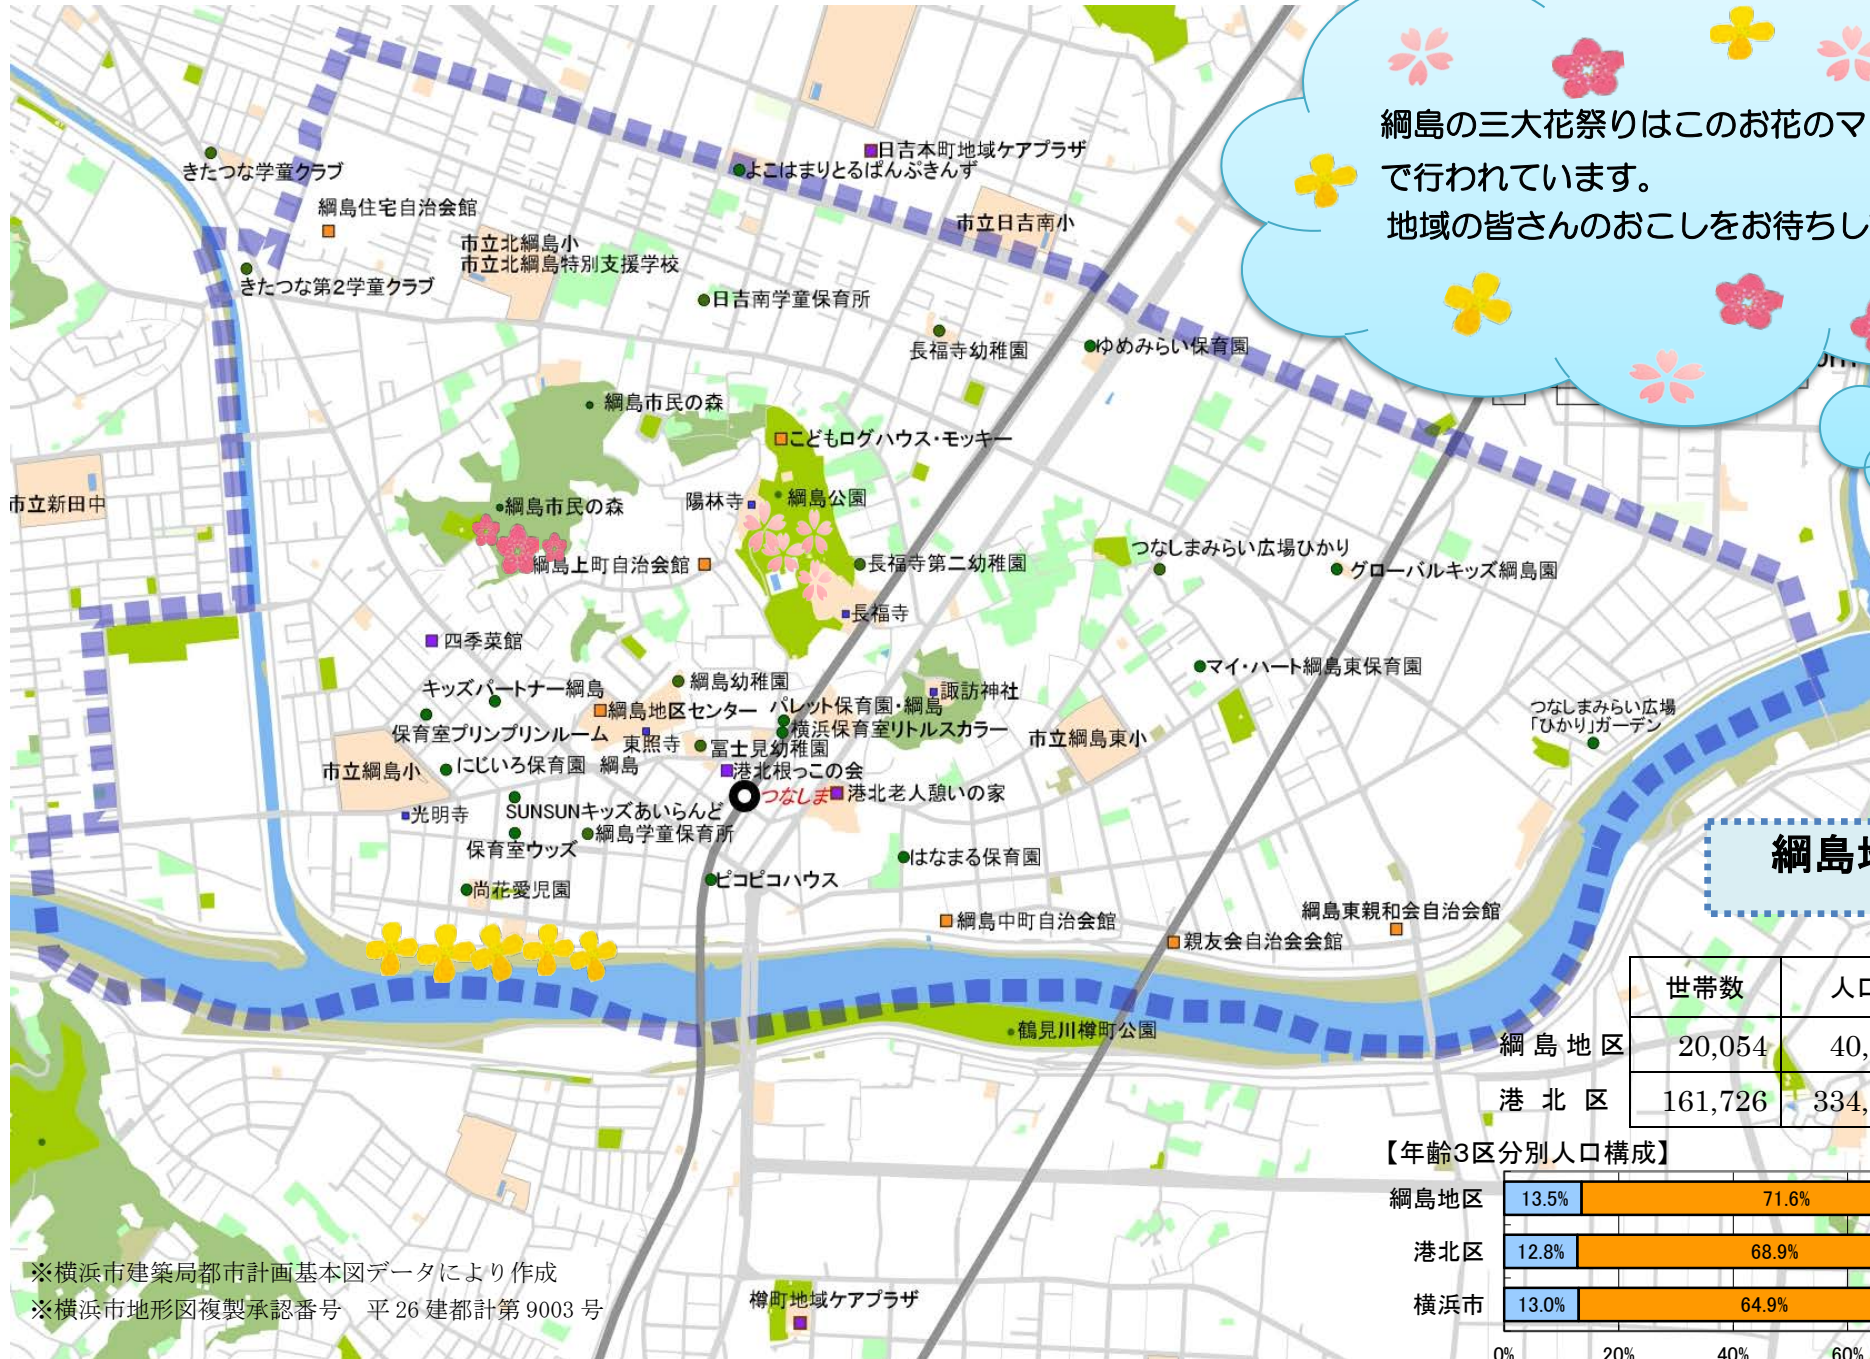 綱島の三大花祭りはこのお花のマ
で行われています。
地域の皆さんのおこしをお待ちし
日吉本町地域ケアプラザ
よこはまりとるぱんぷきんず
きたつな学童クラブ
綱島住宅自治会館
市立日吉南小
市立北綱島小
市立北綱島特別支援学校
きたつな第2学童クラブ
日吉南学童保育所
長福寺幼稚園
ゆめみらい保育園
綱島市民の森
こどもログハウス・モッキー
市立新田中
綱島市民の森
陽林寺
綱島公園
綱島上町自治会館
長福寺第二幼稚園
つなしまみらい広場ひかり
グローバルキッズ綱島園
長福寺
四季菜館
マイ・ハート綱島東保育園
キッズパートナー綱島
綱島幼稚園
諏訪神社
綱島地区センター
パレット保育園・綱島
つなしまみらい広場
「ひかり」ガーデン
保育室プリンプリンルーム
東照寺
横浜保育室リトルスカラー
冨士見幼稚園
市立綱島東小
市立綱島小
にじいろ保育園 綱島
港北根っこの会
つなしま
港北老人憩いの家
光明寺
SUNSUNキッズあいらんど
綱島学童保育所
保育室ウッズ
はなまる保育園
綱島地
尚花愛児園
ピコピコハウス
綱島中町自治会館
綱島東親和会自治会館
親友会自治会会館
鶴見川樽町公園
世帯数 人口
綱島地区 20,054 40,
港北区 161,726 334,
【年齢3区分別人口構成】
綱島地区 13.5% 71.6%
港北区 12.8% 68.9%
横浜市 13.0% 64.9%
0% 20% 40% 60%
※横浜市建築局都市計画基本図データにより作成
※横浜市地形図複製承認番号 平26建都計第9003号
樽町地域ケアプラザ